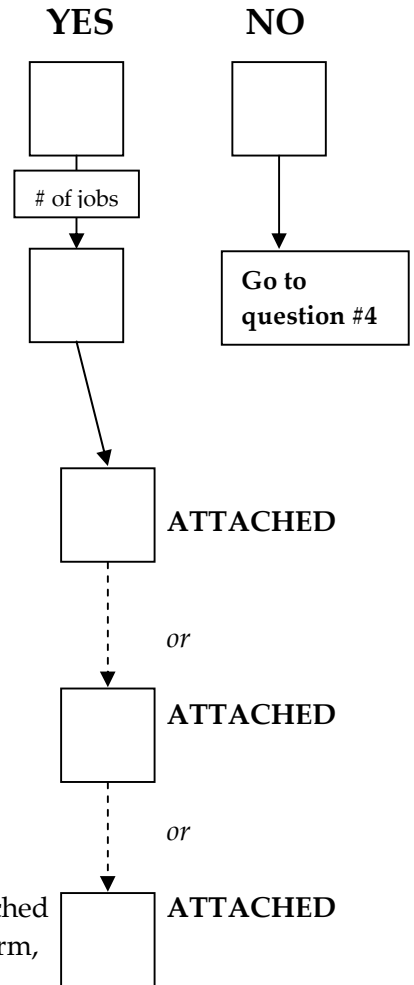 YES NO
# of jobs
Go to
question #4
ATTACHED
or
ATTACHED
or
ATTACHED